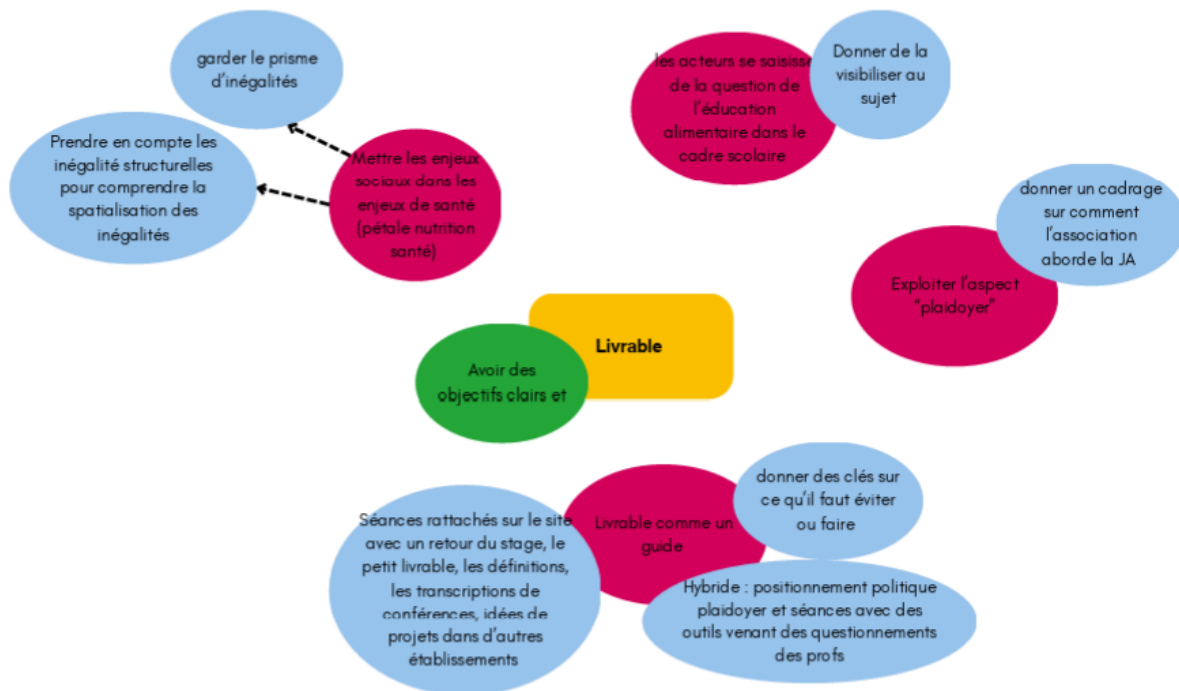 garder le prisme
d'inégalités
Prendre en compte les
inégalité structurelles
pour comprendre la
spatialisation des
inégalités
Mettre les enjeux
sociaux dans les
enjeux de santé
(pétale nutrition
santé)
les acteurs se saisisse
de la question de
l'éducation
alimentaire dans le
cadre scolaire
Donner de la
visibiliser au
sujet
donner un cadrage
sur comment
l'association
aborde la JA
Exploiter l'aspect
"plaidoyer"
Livrable
Avoir des
objectifs clairs et
Séances rattachés sur le site
avec un retour du stage, le
petit livrable, les définitions,
les transcriptions de
conférences, idées de
projets dans d'autres
établissements
Livrable comme un
guide
donner des clés sur
ce qu'il faut éviter
ou faire
Hybride : positionnement politique
plaidoyer et séances avec des
outils venant des questionnements
des profs